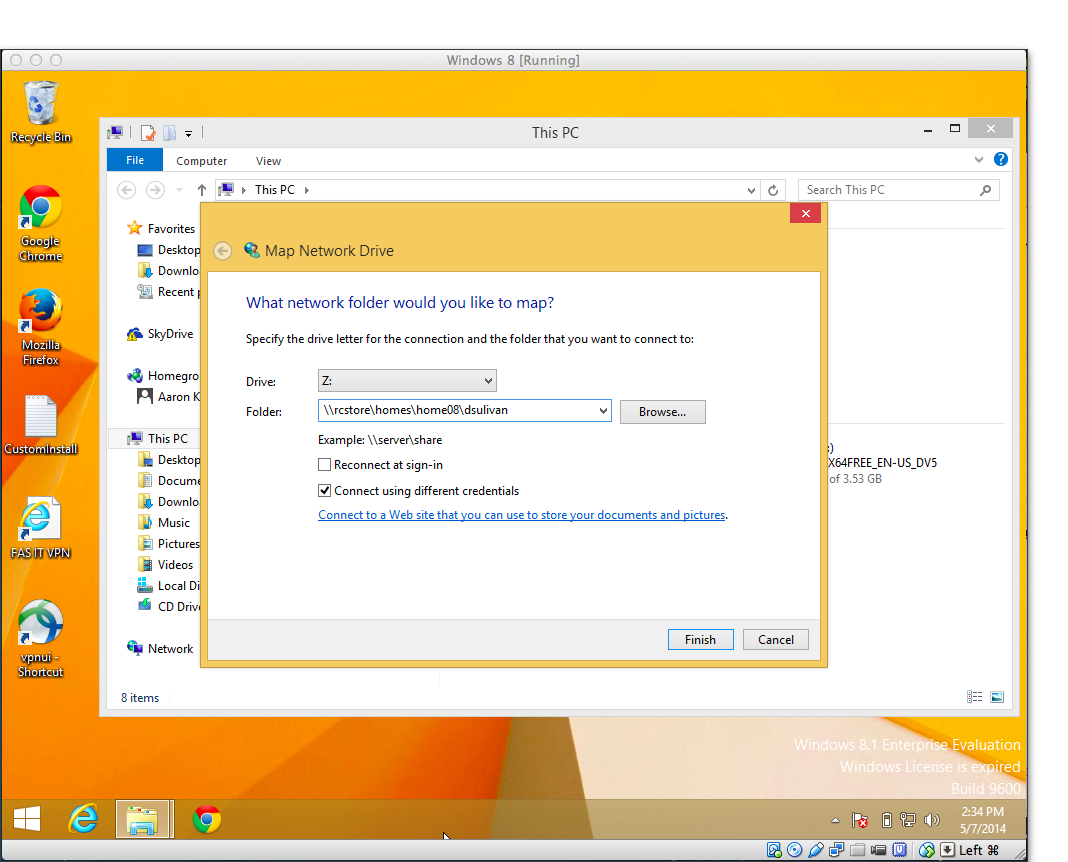 Windows 8 [Running]
Recycle Bin
Google
Chrome
Mozilla
Firefox
CustomInstall
FAS IT VPN
vpnui -
Shortcut
This PC
File
Computer
View
This PC
Search This PC
Favorites
Desktop
Downlo
Recent
SkyDrive
Homegro
Aaron K
This PC
Desktop
Docume
Downlo
Music
Pictures
Videos
Local Di
CD Drive
Network
8 items
:)
X64FREE_EN-US_DV5
of 3.53 GB
Map Network Drive
What network folder would you like to map?
Specify the drive letter for the connection and the folder that you want to connect to:
Drive:
Z:
Folder:
\\rcstore\homes\home08\dsulivan
Browse...
Example: \\server\share
Reconnect at sign-in
Connect using different credentials
Connect to a Web site that you can use to store your documents and pictures.
Finish
Cancel
Windows 8.1 Enterprise Evaluation
Windows License is expired
Build 9600
2:34 PM
5/7/2014
Left ⌘